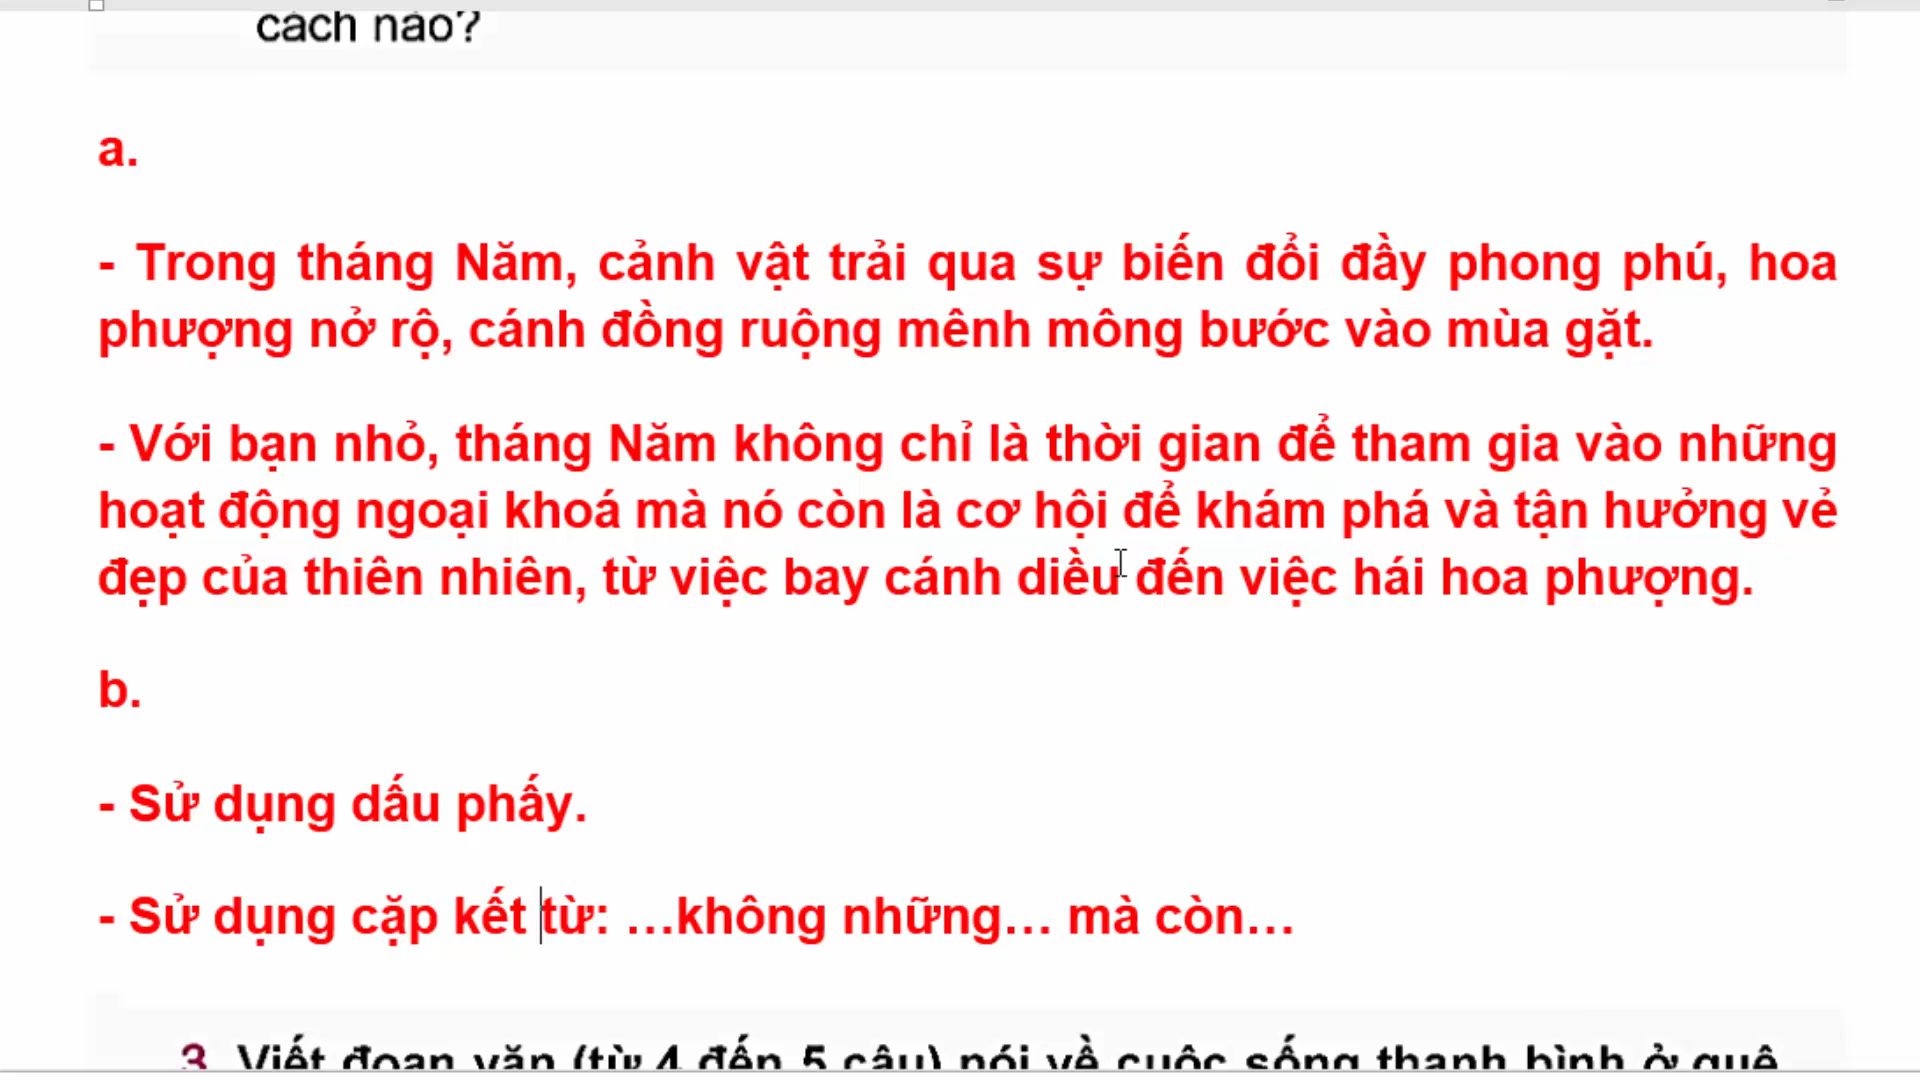 cách nào?
a.
- Trong tháng Năm, cảnh vật trải qua sự biến đổi đầy phong phú, hoa
phượng nở rộ, cánh đồng ruộng mênh mông bước vào mùa gặt.
- Với bạn nhỏ, tháng Năm không chỉ là thời gian để tham gia vào những
hoạt động ngoại khoá mà nó còn là cơ hội để khám phá và tận hưởng vẻ
đẹp của thiên nhiên, từ việc bay cánh diều đến việc hái hoa phượng.
b.
- Sử dụng dấu phẩy.
- Sử dụng cặp kết từ: …không những… mà còn…
3. Viết đoạn văn (từ 4 đến 5 câu) nói về cuộc sống thanh bình ở quê